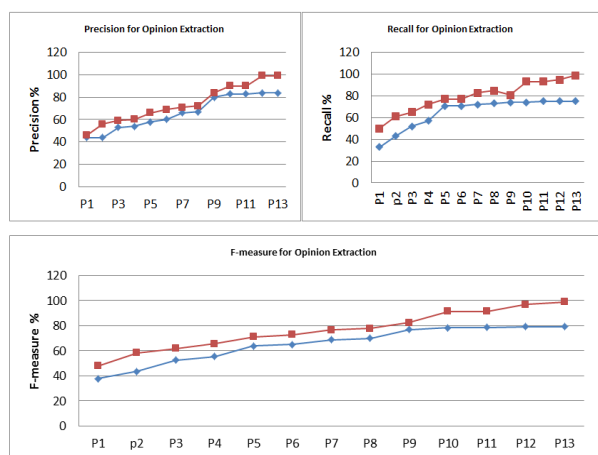 Precision for Opinion Extraction
Precision %
120
100
80
60
40
20
0
P1 P3 P5 P7 P9 P11 P13
Recall for Opinion Extraction
Recall %
120
100
80
60
40
20
0
P1 p2 P3 P4 P5 P6 P7 P8 P9 P10 P11 P12 P13
F-measure for Opinion Extraction
F-measure %
120
100
80
60
40
20
0
P1 p2 P3 P4 P5 P6 P7 P8 P9 P10 P11 P12 P13